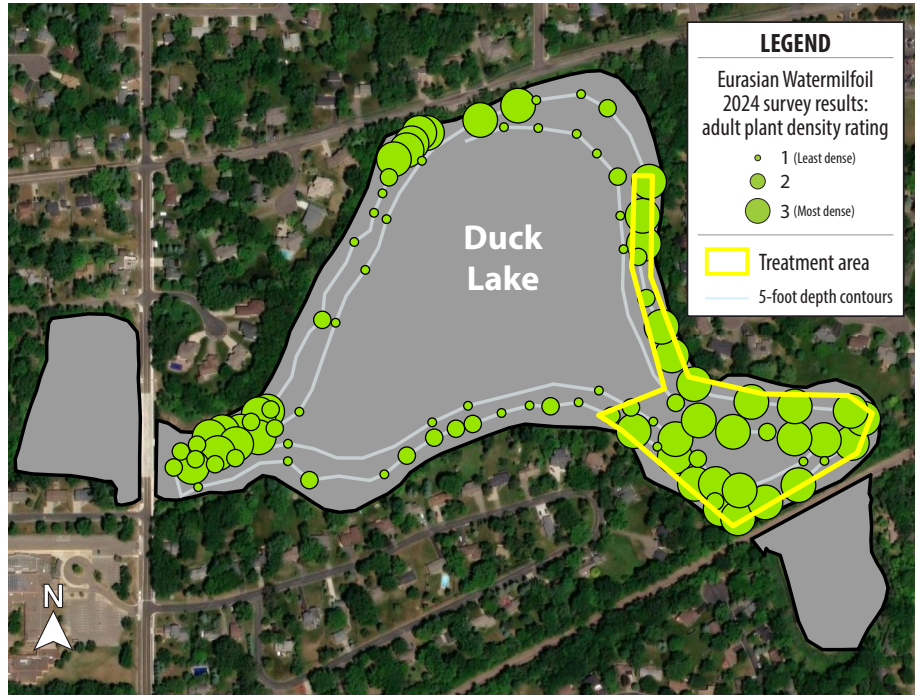 LEGEND
Eurasian Watermilfoil
2024 survey results:
adult plant density rating
1 (Least dense)
2
3 (Most dense)
Treatment area
5-foot depth contours
Duck
Lake
N